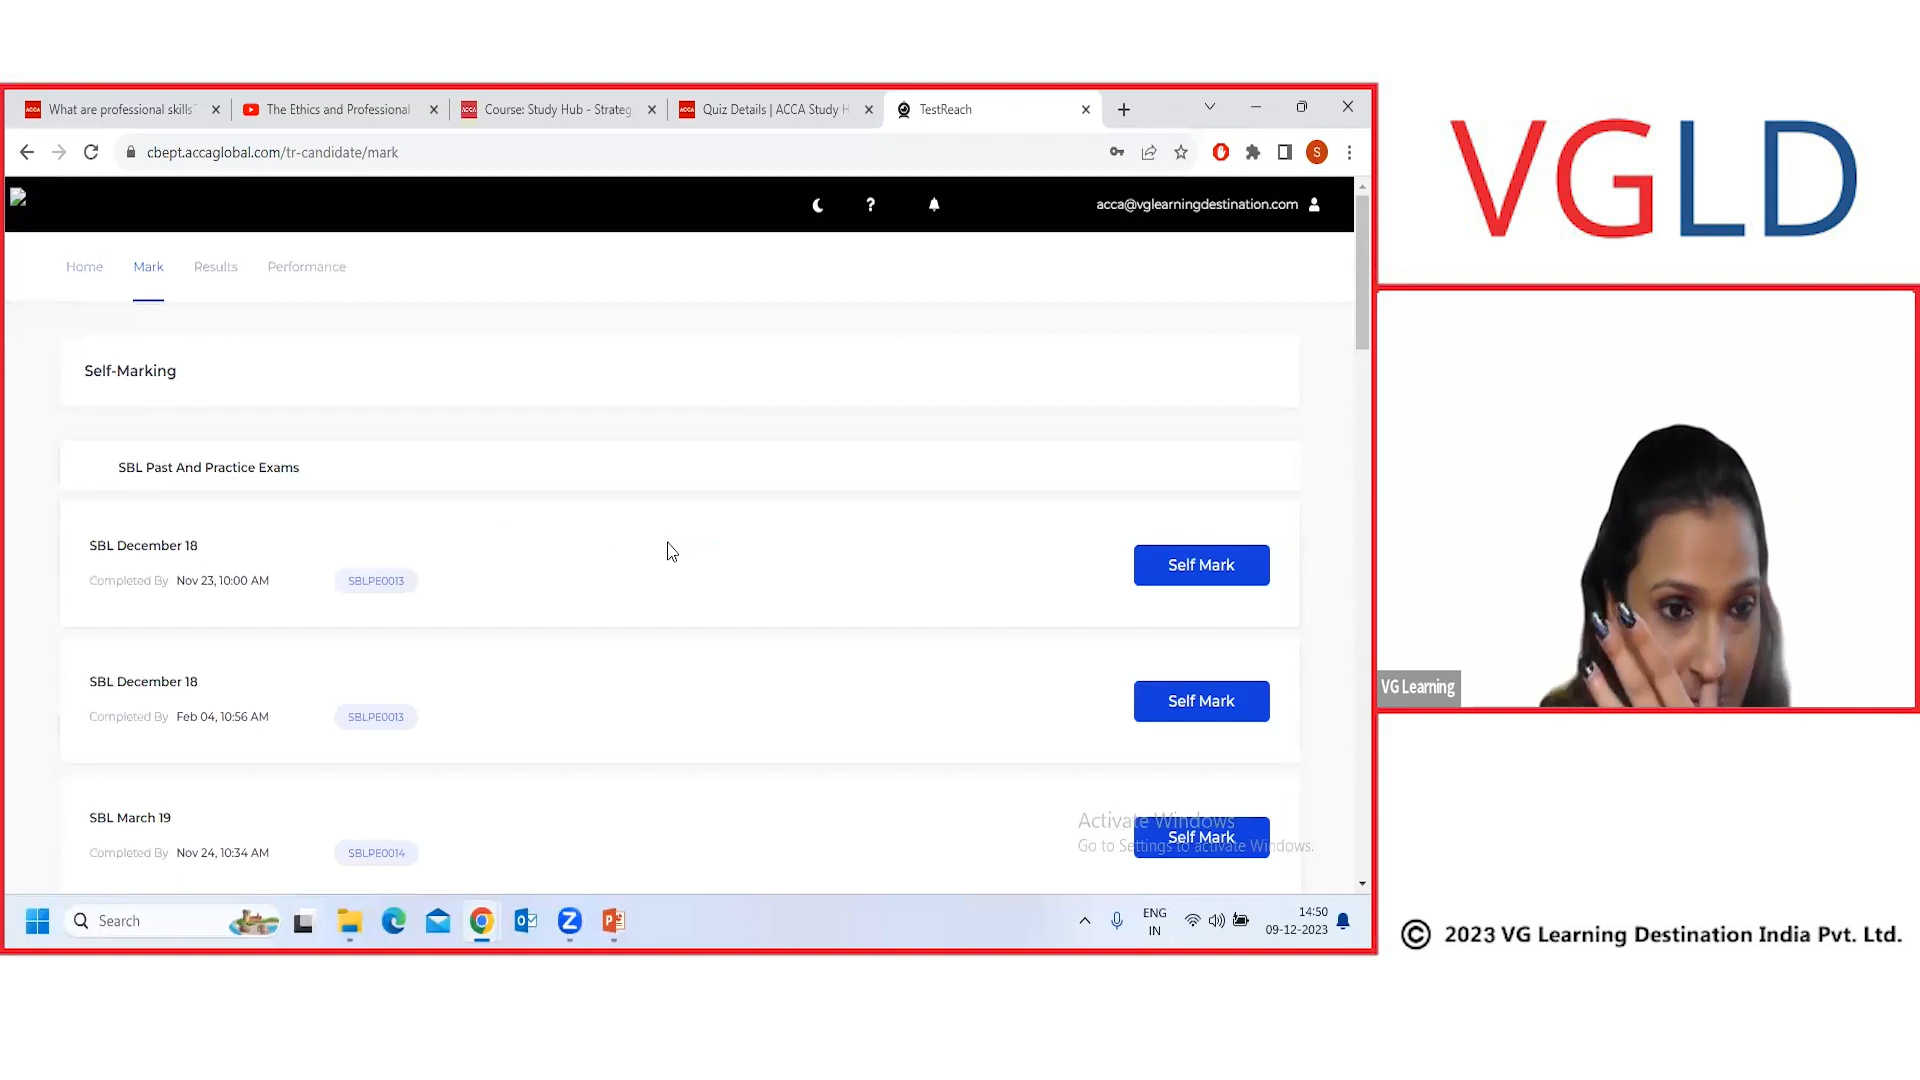 What are professional skills
The Ethics and Professional
Course: Study Hub - Strateg
Quiz Details | ACCA Study H
TestReach
cbept.accaglobal.com/tr-candidate/mark
S
?
acca@vglearningdestination.com
Home
Mark
Results
Performance
Self-Marking
SBL Past And Practice Exams
SBL December 18
Completed By Nov 23, 10:00 AM
SBLPE0013
Self Mark
SBL December 18
Completed By Feb 04, 10:56 AM
SBLPE0013
Self Mark
SBL March 19
Completed By Nov 24, 10:34 AM
SBLPE0014
Self Mark
Activate Windows
Go to Settings to activate Windows.
Search
ENG
IN
14:50
09-12-2023
VGLD
VG Learning
© 2023 VG Learning Destination India Pvt. Ltd.